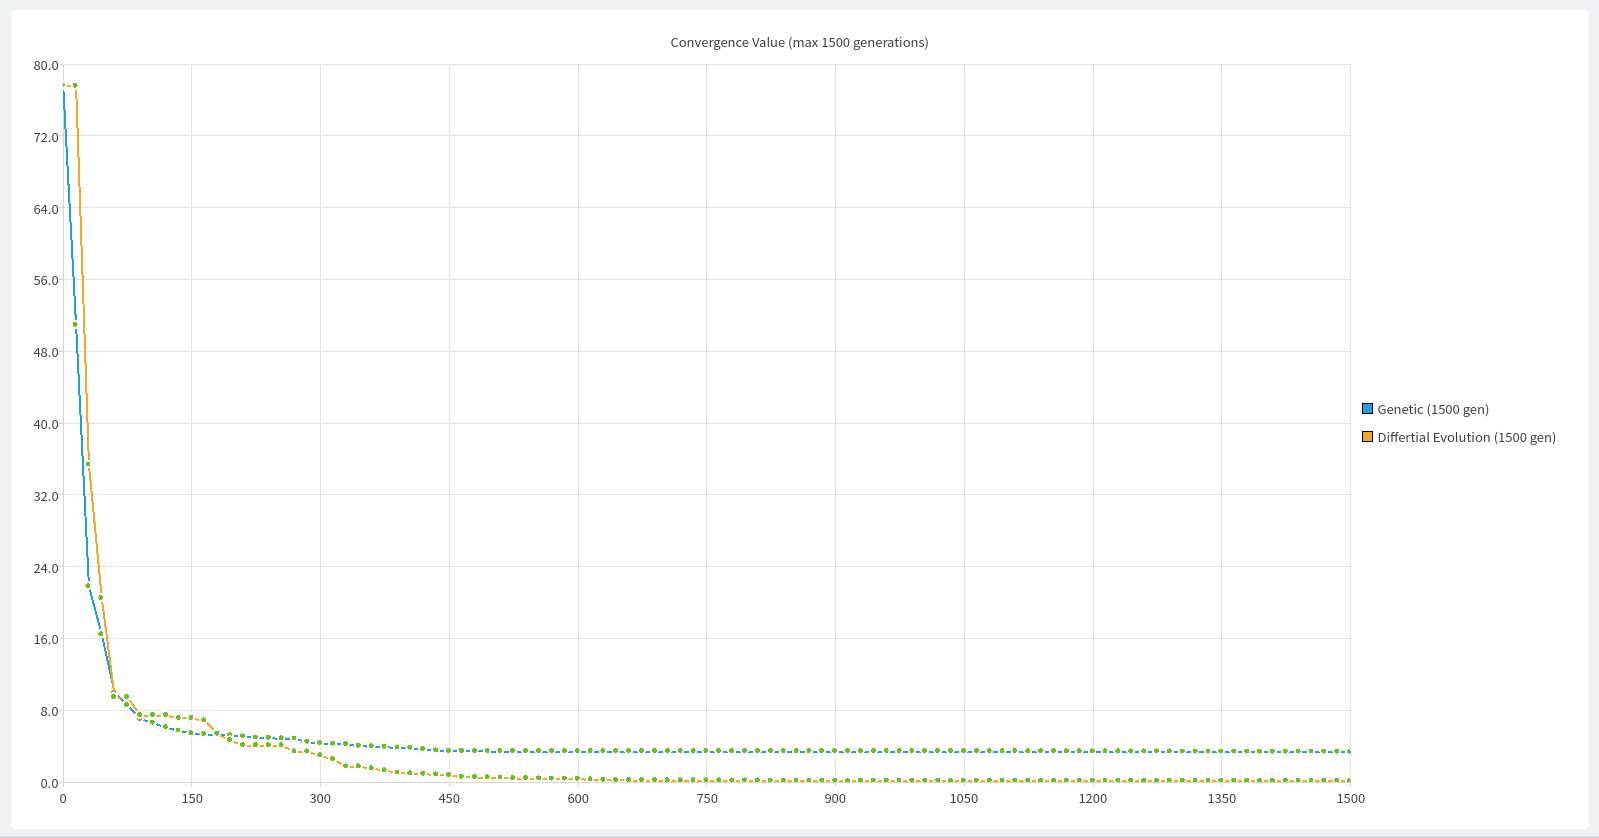 Convergence Value (max 1500 generations)
80.0
72.0
64.0
56.0
48.0
40.0
32.0
24.0
16.0
8.0
0.0
0 150 300 450 600 750 900 1050 1200 1350 1500
Genetic (1500 gen)
Differtial Evolution (1500 gen)